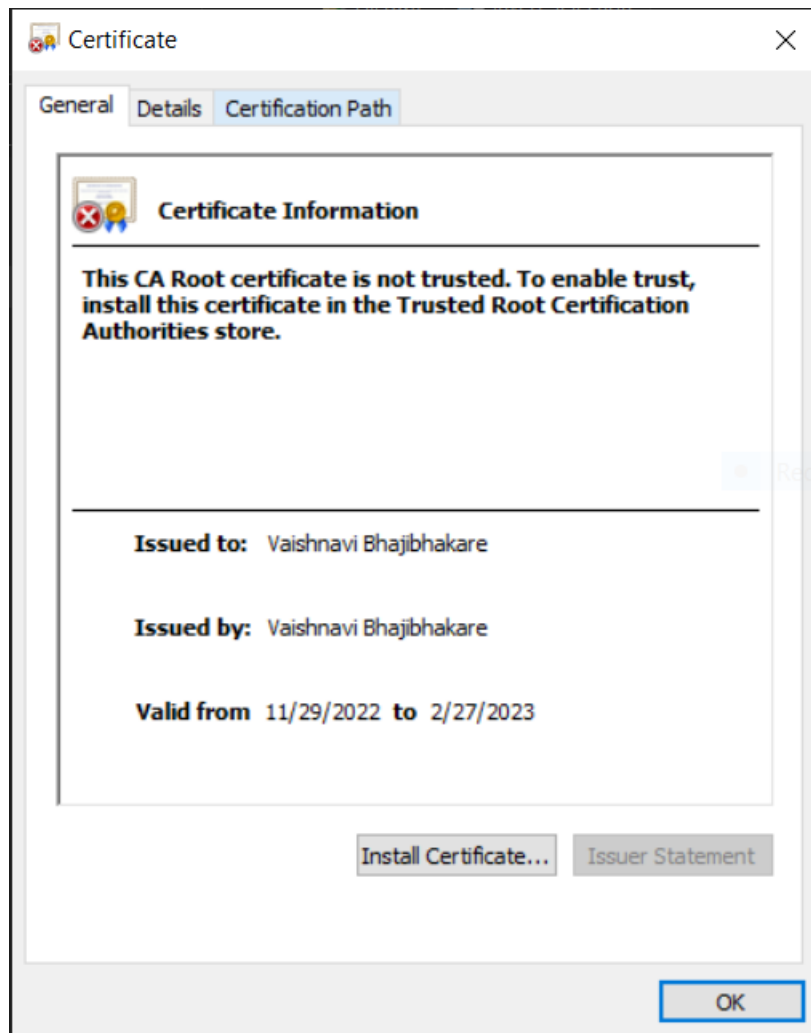 Certificate
General Details Certification Path
Certificate Information
This CA Root certificate is not trusted. To enable trust,
install this certificate in the Trusted Root Certification
Authorities store.
Issued to: Vaishnavi Bhajibhakare
Issued by: Vaishnavi Bhajibhakare
Valid from 11/29/2022 to 2/27/2023
Install Certificate... Issuer Statement
OK